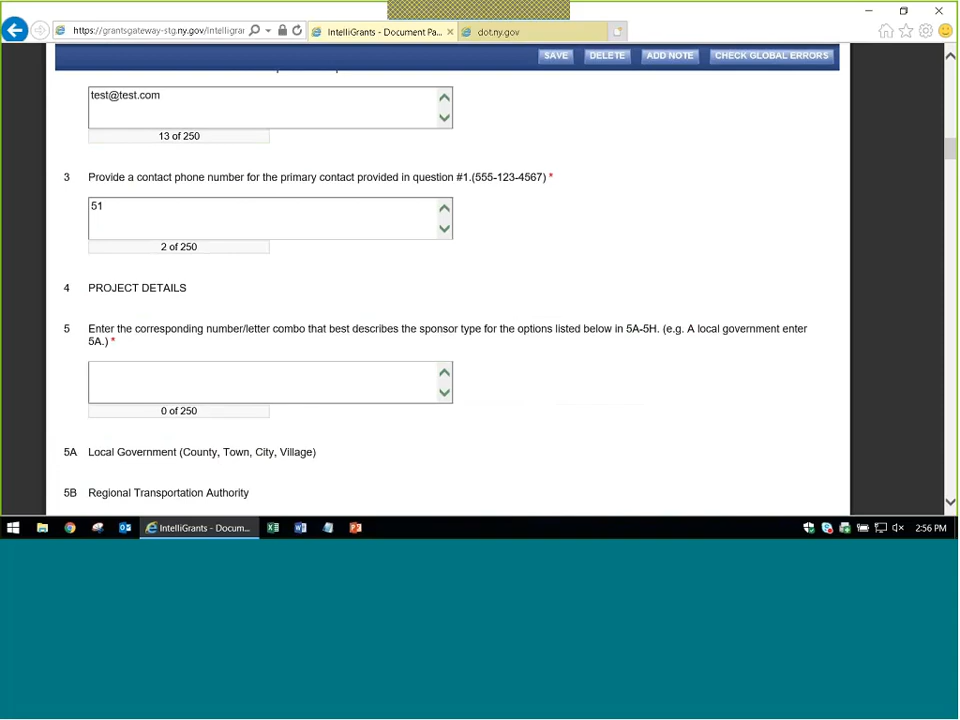 https://grantsgateway-stg.ny.gov/Intelligrar
IntelliGrants - Document Pa...
dot.ny.gov
SAVE
DELETE
ADD NOTE
CHECK GLOBAL ERRORS
test@test.com
13 of 250
3 Provide a contact phone number for the primary contact provided in question #1.(555-123-4567) *
51
2 of 250
4 PROJECT DETAILS
5 Enter the corresponding number/letter combo that best describes the sponsor type for the options listed below in 5A-5H. (e.g. A local government enter
5A.) *
0 of 250
5A Local Government (County, Town, City, Village)
5B Regional Transportation Authority
IntelliGrants - Docum...
2:56 PM